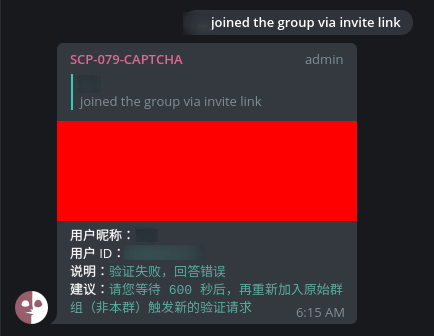 joined the group via invite link
SCP-079-CAPTCHA admin
joined the group via invite link
用户昵称：
用户 ID：
说明：验证失败，回答错误
建议：请您等待 600 秒后，再重新加入原始群
组（非本群）触发新的验证请求
6:15 AM